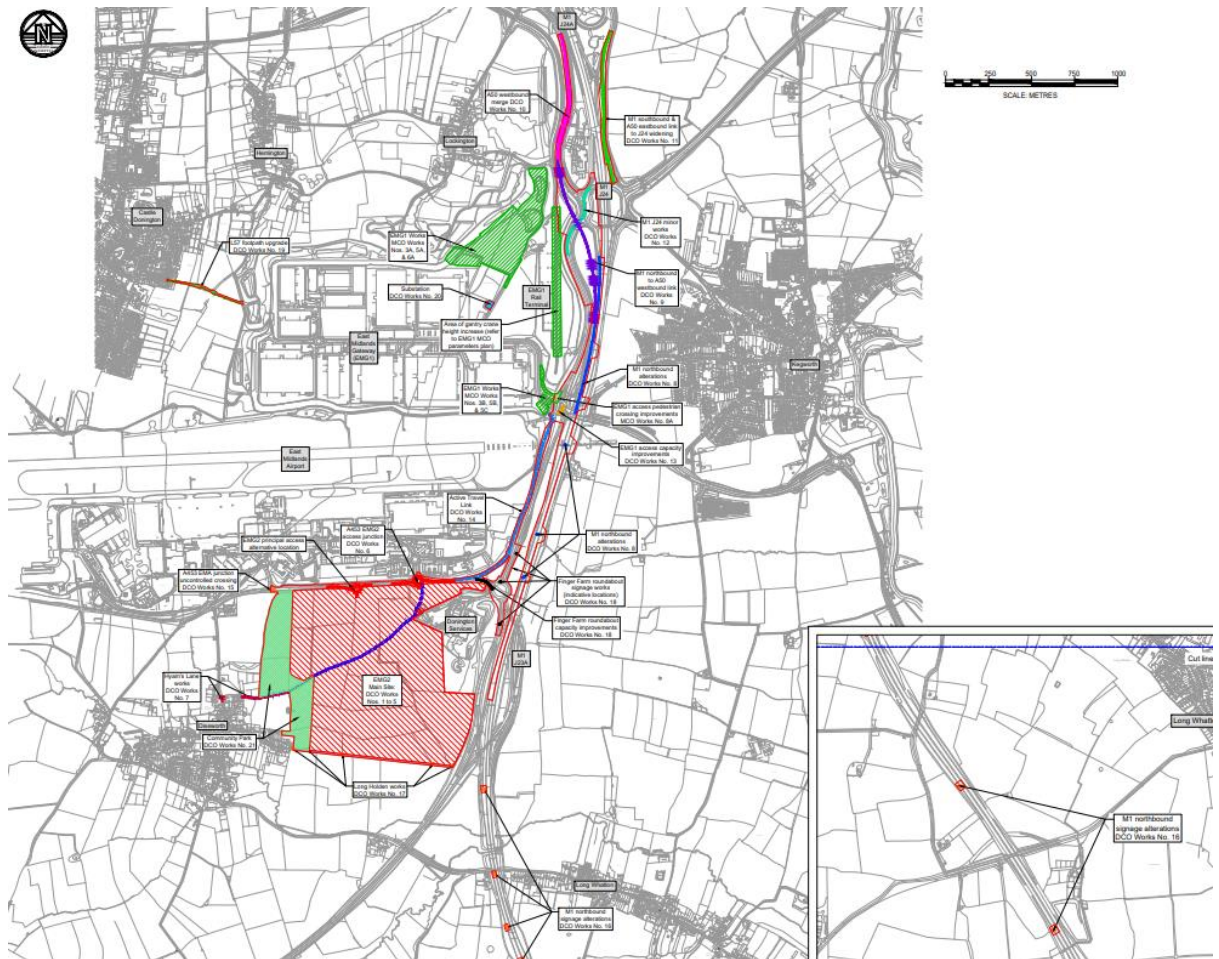 N
M1
J24A
0 250 500 750 1000
SCALE: METRES
A50 westbound
merge DCO
Works No. 10
M1 southbound &
A50 eastbound link
to J24 widening
DCO Works No. 11
Lockington
Hemington
Castle
Donington
M1
J24
L57 footpath upgrade
DCO Works No. 19
EMG1 Works
MCO Works
Nos. 3A, 5A,
& 6A
M1 J24 minor
works
DCO Works
No. 12
Substation
DCO Works No. 20
EMG1
Rail
Terminal
M1 northbound
to A50
westbound link
DCO Works
No. 9
Area of gantry crane
height increase (refer
to EMG1 MCO
parameters plan)
East
Midlands
Gateway
(EMG1)
Kegworth
M1 northbound
alterations
DCO Works No. 8
EMG1 Works
MCO Works
Nos. 3B, 5B,
& 5C
EMG1 access pedestrian
crossing improvements
MCO Works No. 8A
EMG1 access capacity
improvements
DCO Works No. 13
East
Midlands
Airport
Active Travel
Link
DCO Works
No. 14
M1 northbound
alterations
DCO Works No. 8
A453 EMG2
access junction
DCO Works
No. 6
EMG2 principal access
alternative location
A453 EMA junction
uncontrolled crossing
DCO Works No. 15
Finger Farm roundabout
signage works
(indicative locations)
DCO Works No. 18
Donington
Services
Finger Farm roundabout
capacity improvements
DCO Works No. 18
M1
J23A
Hyam's Lane
works
DCO Works
No. 7
EMG2
Main Site
DCO Works
Nos. 1 to 5
Diseworth
Community Park
DCO Works No. 21
Long Holden works
DCO Works No. 17
Long Whatton
M1 northbound
signage alterations
DCO Works No. 16
Cut line
Long Whatto
M1 northbound
signage alterations
DCO Works No. 16